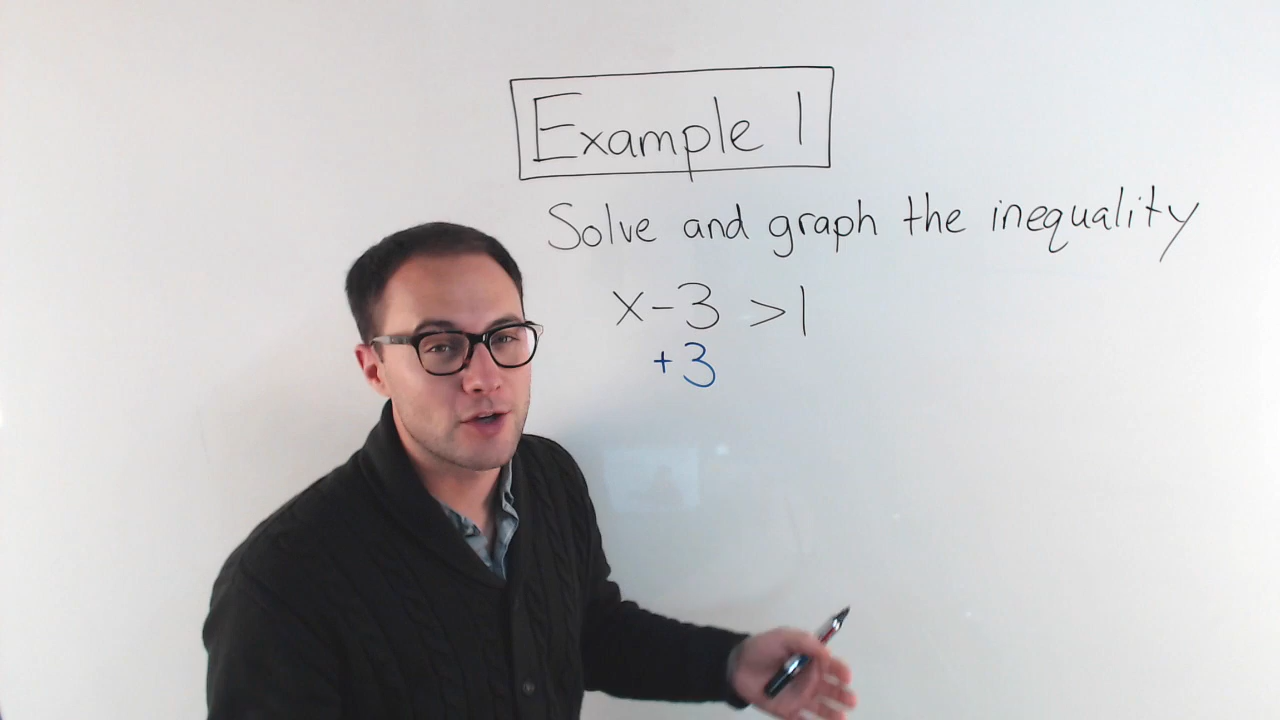 Example 1
Solve and graph the inequality
x-3 >1
+3